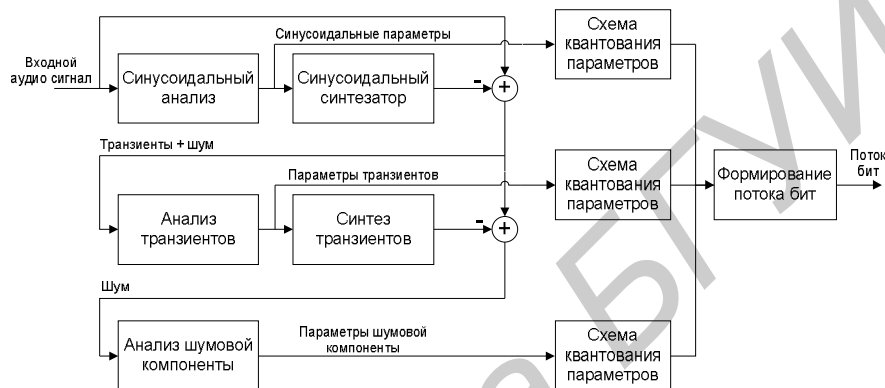 Синусоидальные параметры
Схема
квантования
параметров
Входной
аудио сигнал
Синусоидальный
анализ
Синусоидальный
синтезатор
-
+
Транзиенты + шум
Параметры транзиентов
Схема
квантования
параметров
Формирование
потока бит
Поток
бит
Анализ
транзиентов
Синтез
транзиентов
-
+
Шум
Анализ шумовой
компоненты
Параметры шумовой
компоненты
Схема
квантования
параметров
БГУИ